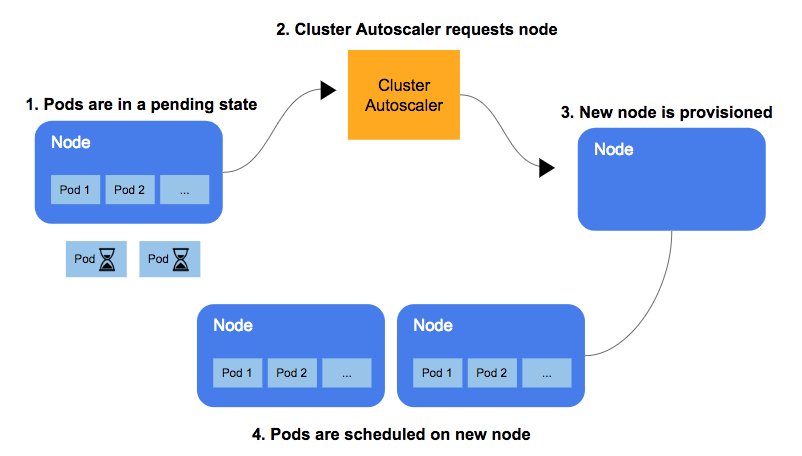 2. Cluster Autoscaler requests node
Cluster
Autoscaler
1. Pods are in a pending state
Node
Pod 1 Pod 2 ...
Pod Pod
3. New node is provisioned
Node
Node Node
Pod 1 Pod 2 ... Pod 1 Pod 2 ...
4. Pods are scheduled on new node